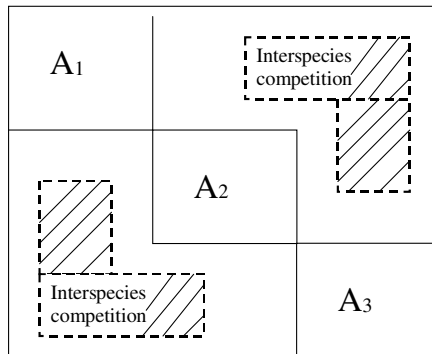 A1
Interspecies
competition
A2
Interspecies
competition
A3